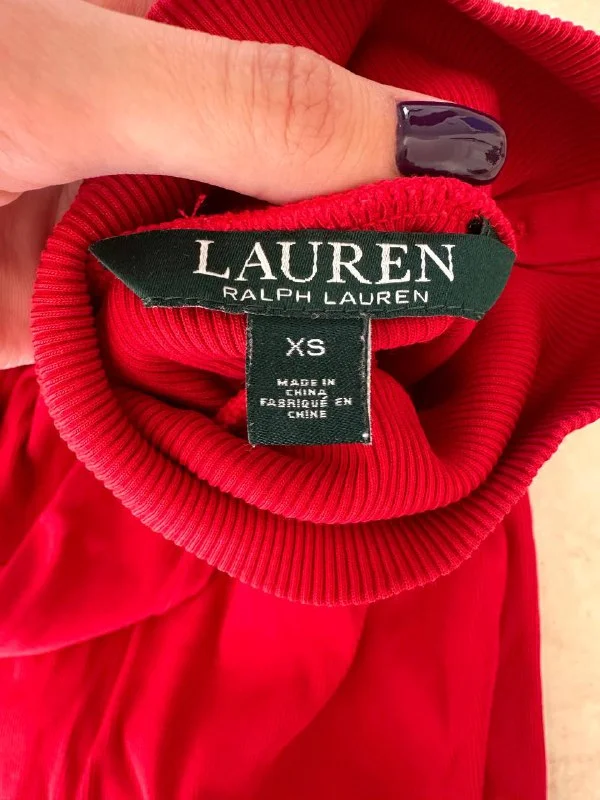 LAUREN
RALPH LAUREN
XS
MADE IN
CHINA
FABRIQUÉ EN
CHINE